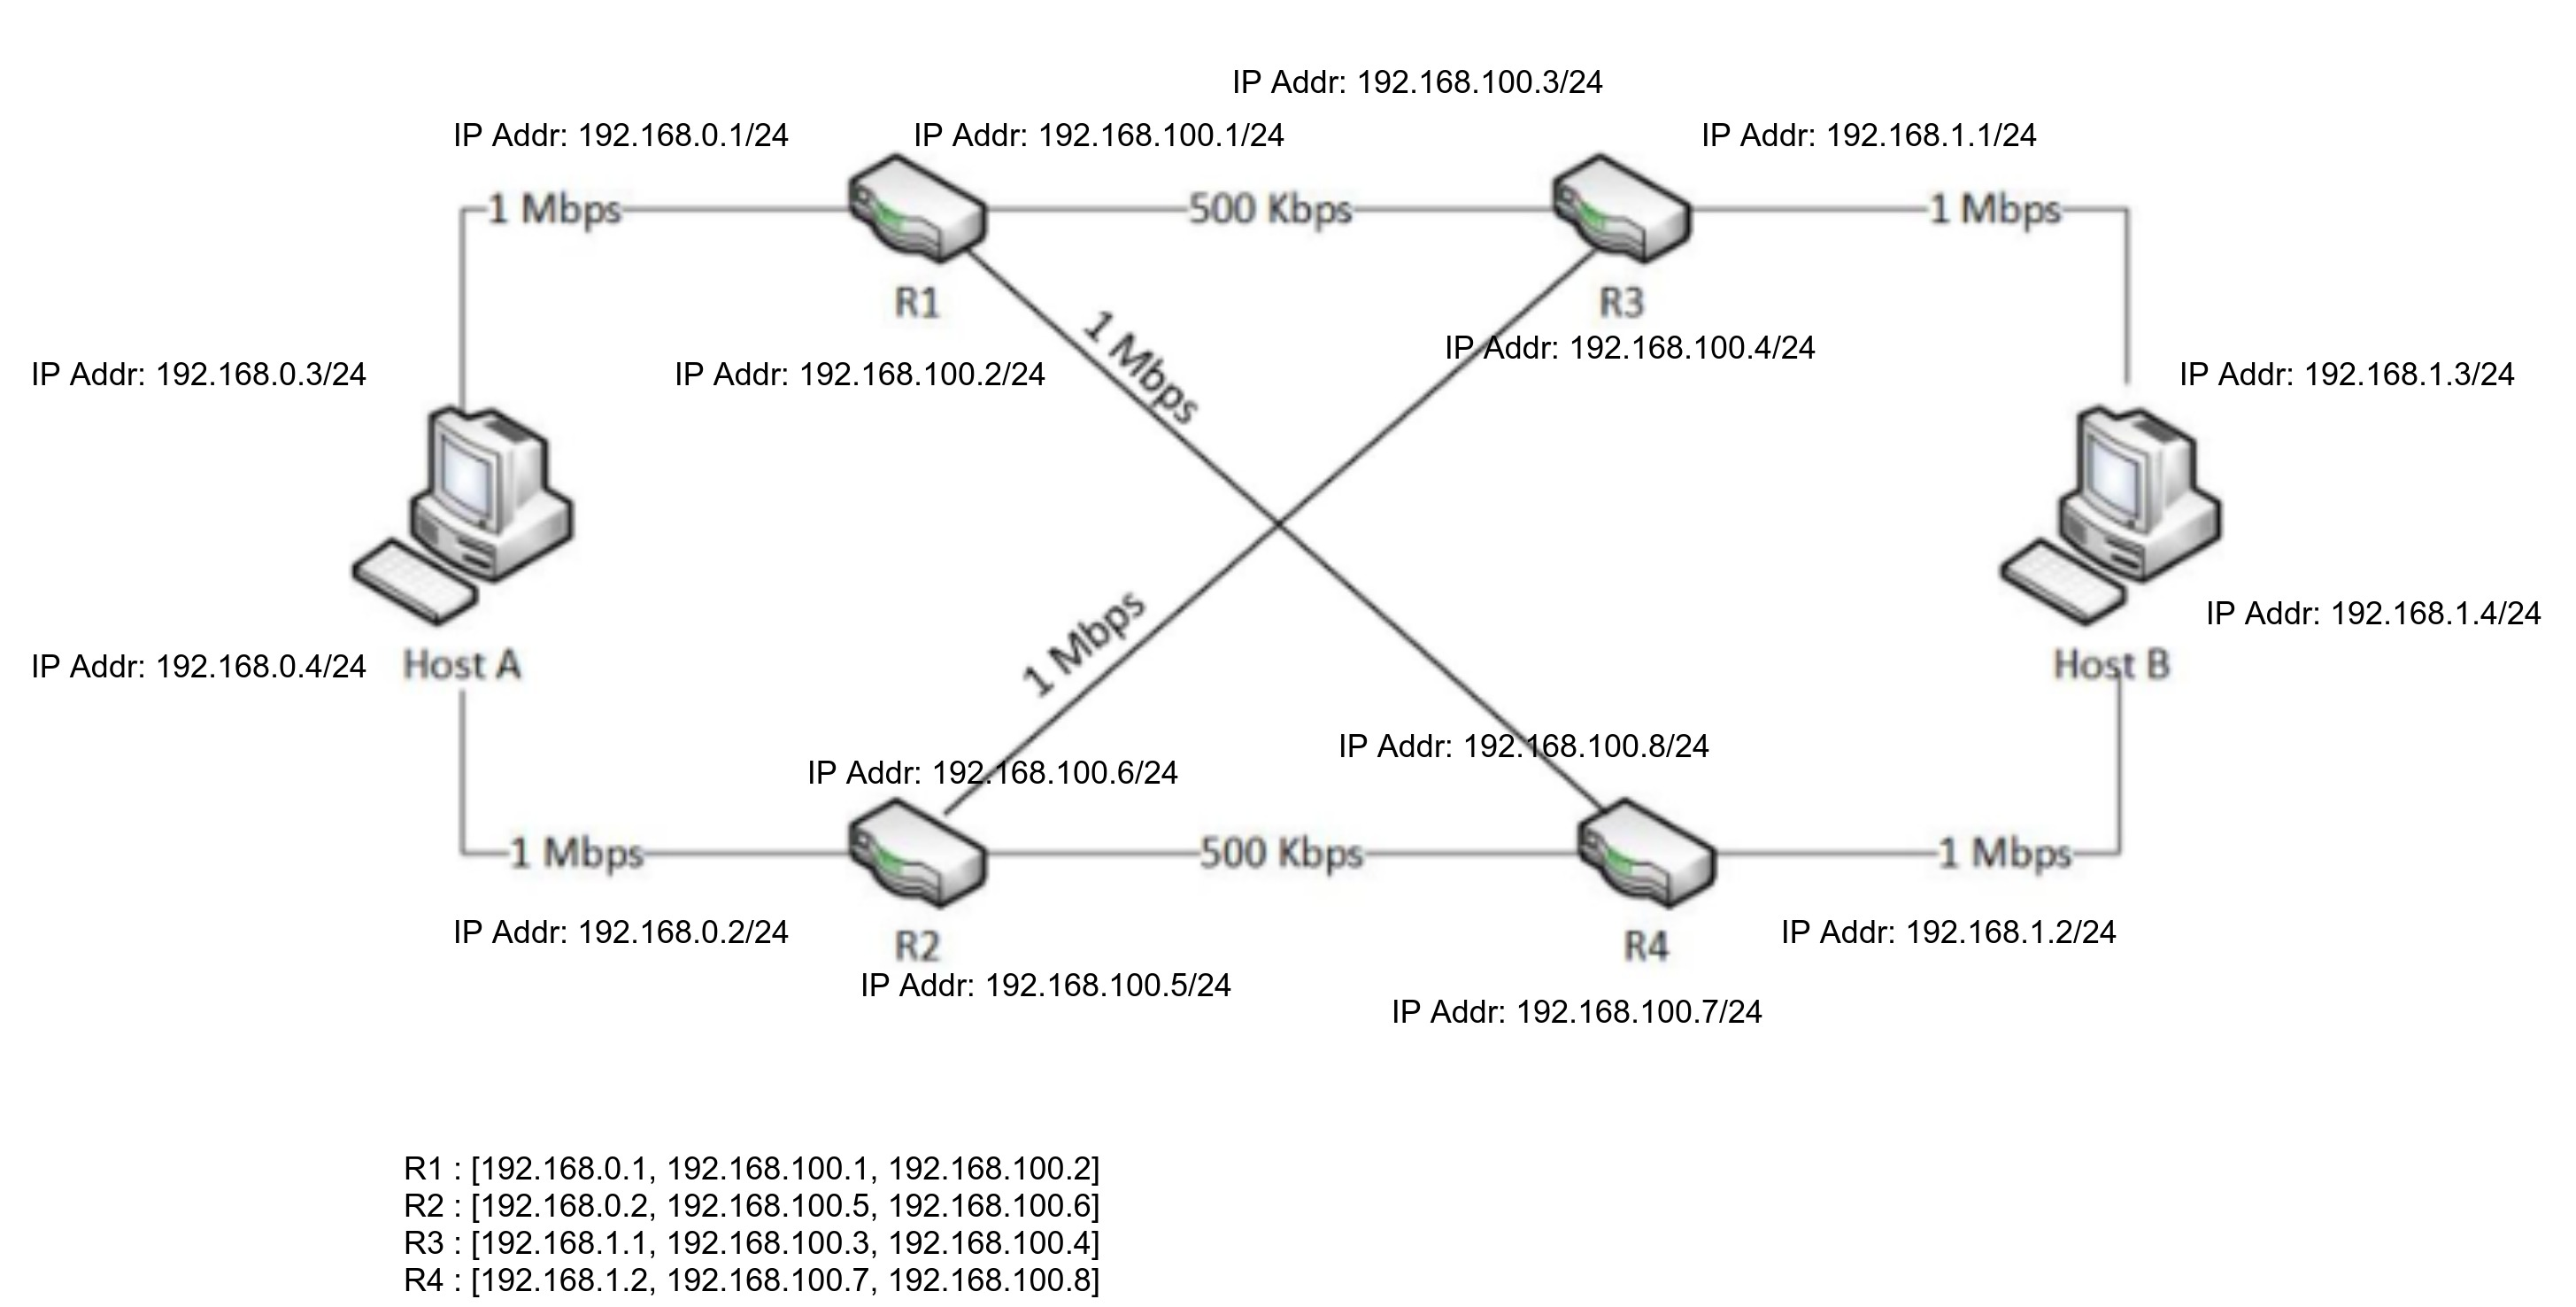 IP Addr: 192.168.100.3/24
IP Addr: 192.168.0.1/24
IP Addr: 192.168.100.1/24
IP Addr: 192.168.1.1/24
1 Mbps
500 Kbps
1 Mbps
R1
R3
1 Mbps
IP Addr: 192.168.100.4/24
IP Addr: 192.168.0.3/24
IP Addr: 192.168.100.2/24
IP Addr: 192.168.1.3/24
IP Addr: 192.168.1.4/24
1 Mbps
IP Addr: 192.168.0.4/24
Host A
Host B
IP Addr: 192.168.100.8/24
IP Addr: 192.168.100.6/24
1 Mbps
500 Kbps
1 Mbps
IP Addr: 192.168.0.2/24
R2
R4
IP Addr: 192.168.1.2/24
IP Addr: 192.168.100.5/24
IP Addr: 192.168.100.7/24
R1 : [192.168.0.1, 192.168.100.1, 192.168.100.2]
R2 : [192.168.0.2, 192.168.100.5, 192.168.100.6]
R3 : [192.168.1.1, 192.168.100.3, 192.168.100.4]
R4 : [192.168.1.2, 192.168.100.7, 192.168.100.8]